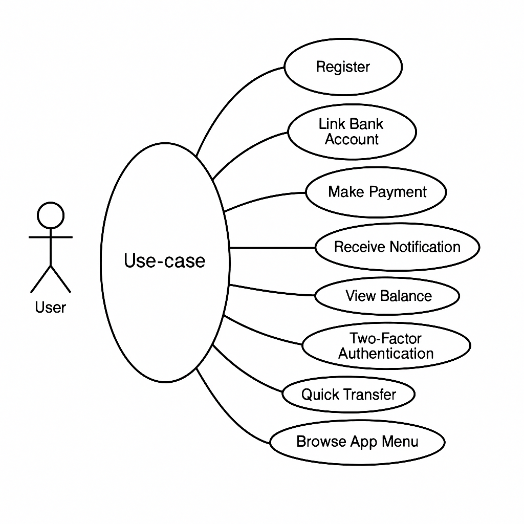 Register
Link Bank
Account
Make Payment
Receive Notification
View Balance
Two-Factor
Authentication
Quick Transfer
Browse App Menu
Use-case
User